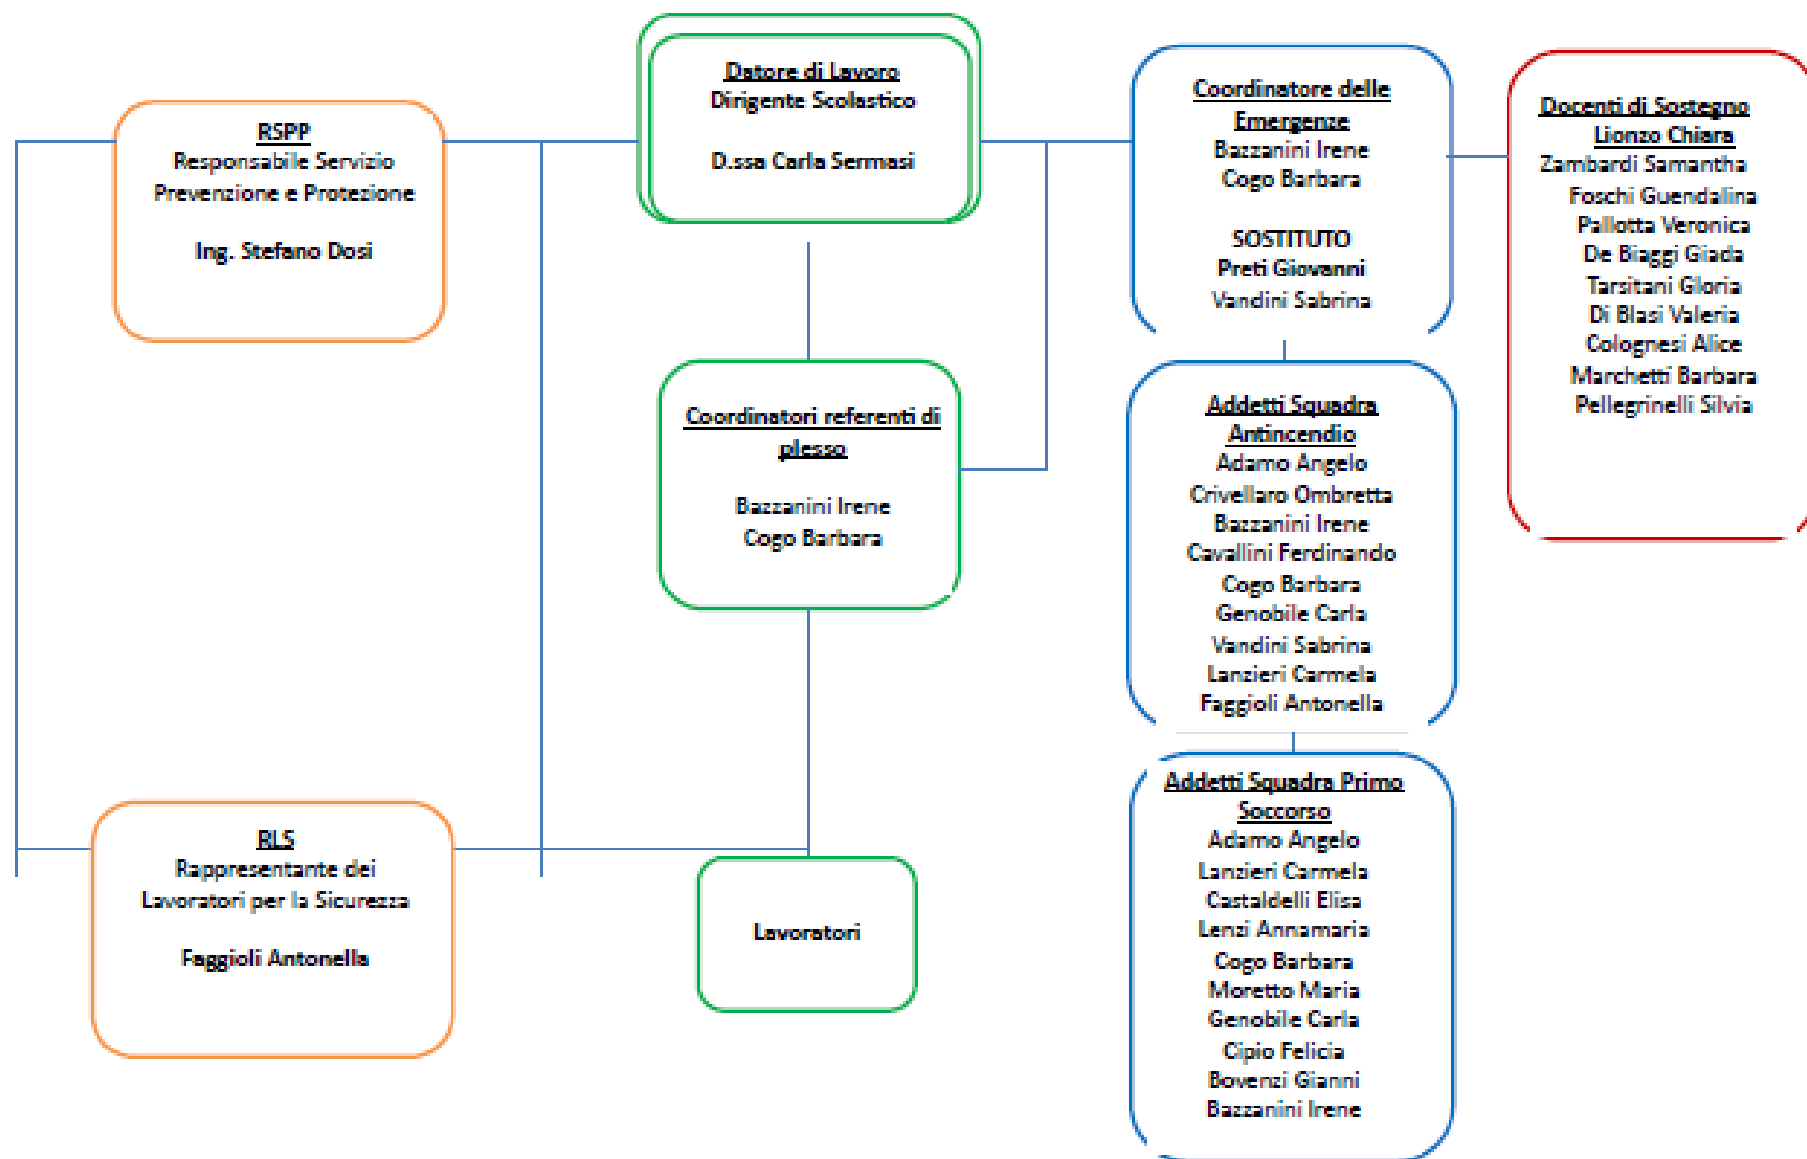 RSPP
Responsabile Servizio
Prevenzione e Protezione
Ing. Stefano Dosi
Datore di Lavoro
Dirigente Scolastico
D.ssa Carla Sermasi
Coordinatore delle
Emergenze
Bazzanini Irene
Cogo Barbara
SOSTITUTO
Preti Giovanni
Vandini Sabrina
Docenti di Sostegno
Lionzo Chiara
Zambardi Samantha
Foschi Guendalina
Pallotta Veronica
De Biaggi Giada
Tarsitani Gloria
Di Blasi Valeria
Colognesi Alice
Marchetti Barbara
Pellegrinelli Silvia
Coordinatori referenti di
plesso
Bazzanini Irene
Cogo Barbara
Addetti Squadra
Antincendio
Adamo Angelo
Crivellaro Ombretta
Bazzanini Irene
Cavallini Ferdinando
Cogo Barbara
Genobile Carla
Vandini Sabrina
Lanzieri Carmela
Faggioli Antonella
RLS
Rappresentante dei
Lavoratori per la Sicurezza
Faggioli Antonella
Lavoratori
Addetti Squadra Primo
Soccorso
Adamo Angelo
Lanzieri Carmela
Castaldelli Elisa
Lenzi Annamaria
Cogo Barbara
Moretto Maria
Genobile Carla
Cipio Felicia
Bovenzi Gianni
Bazzanini Irene